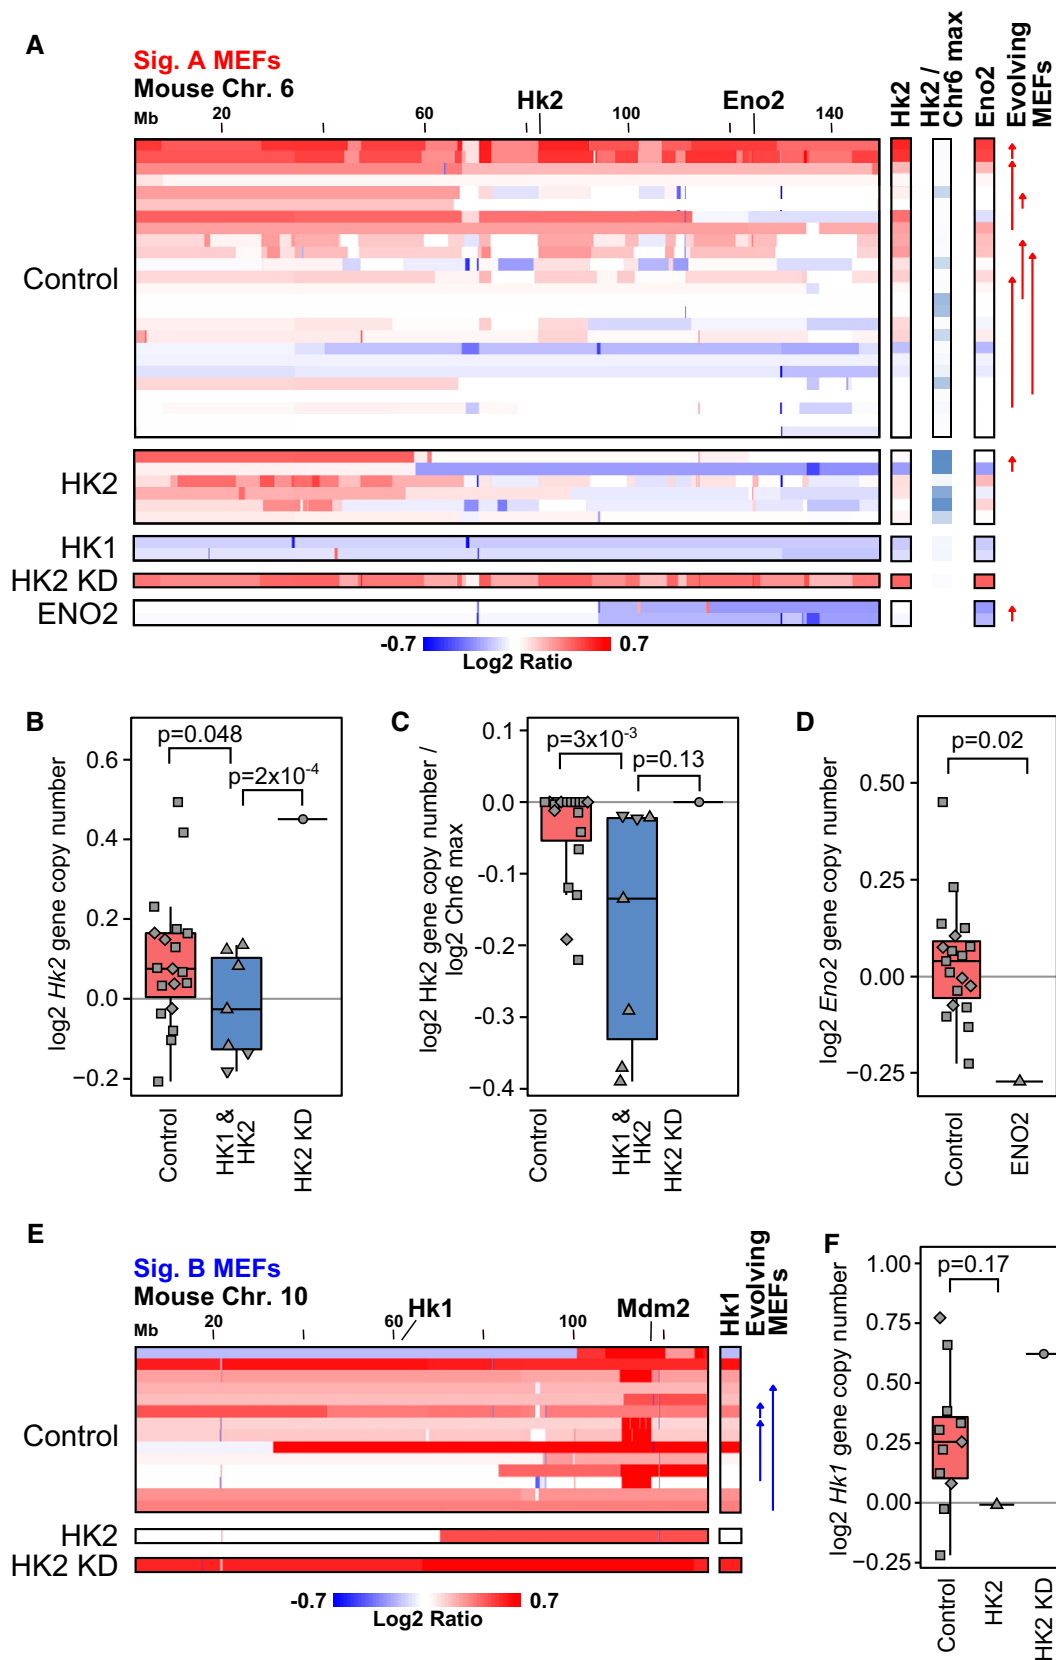 A
Sig. A MEFs
Mouse Chr. 6
Mb 20 60 Hk2 100 Eno2 140
Hk2
Hk2 /
Chr6 max
Eno2
Evolving
MEFs
Control
HK2
HK1
HK2 KD
ENO2
-0.7 0.7
Log2 Ratio
B
log2 Hk2 gene copy number
0.6
0.4
0.2
0.0
−0.2
p=0.048
p=2x10-4
Control
HK1 &
HK2
HK2 KD
C
log2 Hk2 gene copy number /
log2 Chr6 max
0.1
0.0
-0.1
-0.2
-0.3
-0.4
p=3x10-3
p=0.13
Control
HK1 &
HK2
HK2 KD
D
log2 Eno2 gene copy number
0.50
0.25
0.00
−0.25
p=0.02
Control
ENO2
E
Sig. B MEFs
Mouse Chr. 10
Mb 20 60 Hk1 100 Mdm2
Hk1
Evolving
MEFs
Control
HK2
HK2 KD
-0.7 0.7
Log2 Ratio
F
log2 Hk1 gene copy number
1.00
0.75
0.50
0.25
0.00
−0.25
p=0.17
Control
HK2
HK2 KD